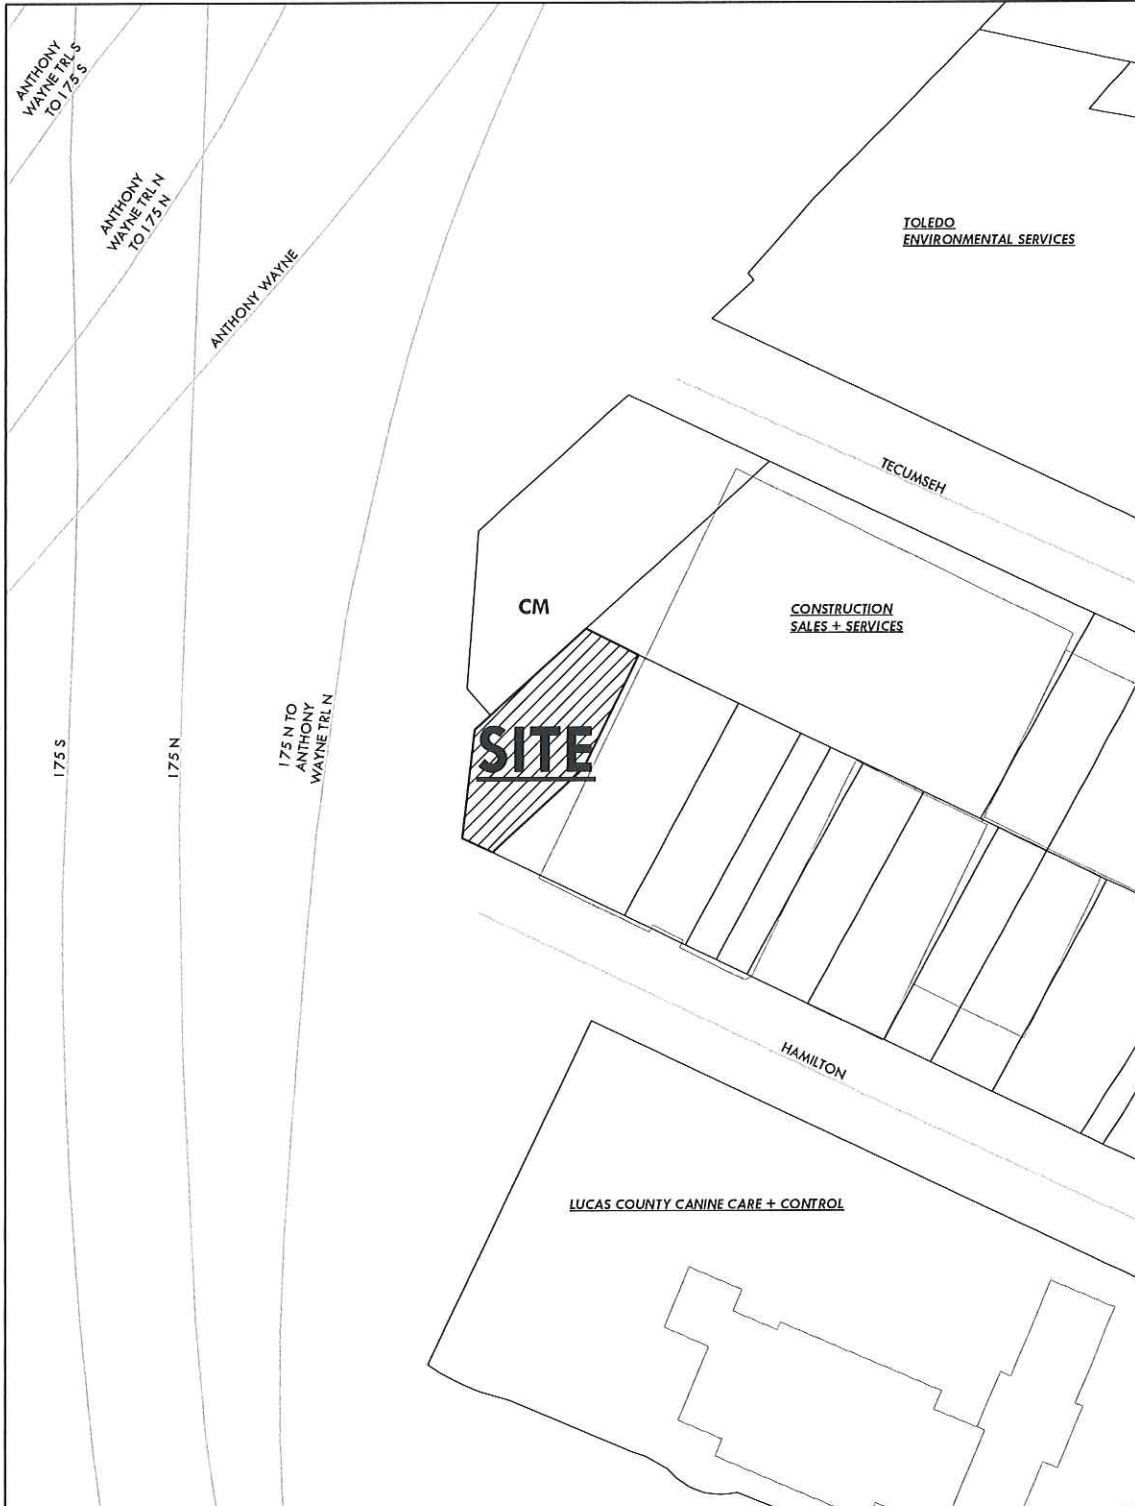 ANTHONY
WAYNE TRL S
TO I 75 S
ANTHONY
WAYNE TRL N
TO I 75 N
ANTHONY WAYNE
TOLEDO
ENVIRONMENTAL SERVICES
TECUMSEH
CM
CONSTRUCTION
SALES + SERVICES
I 75 S
I 75 N
I 75 N TO
ANTHONY
WAYNE TRL N
SITE
HAMILTON
LUCAS COUNTY CANINE CARE + CONTROL